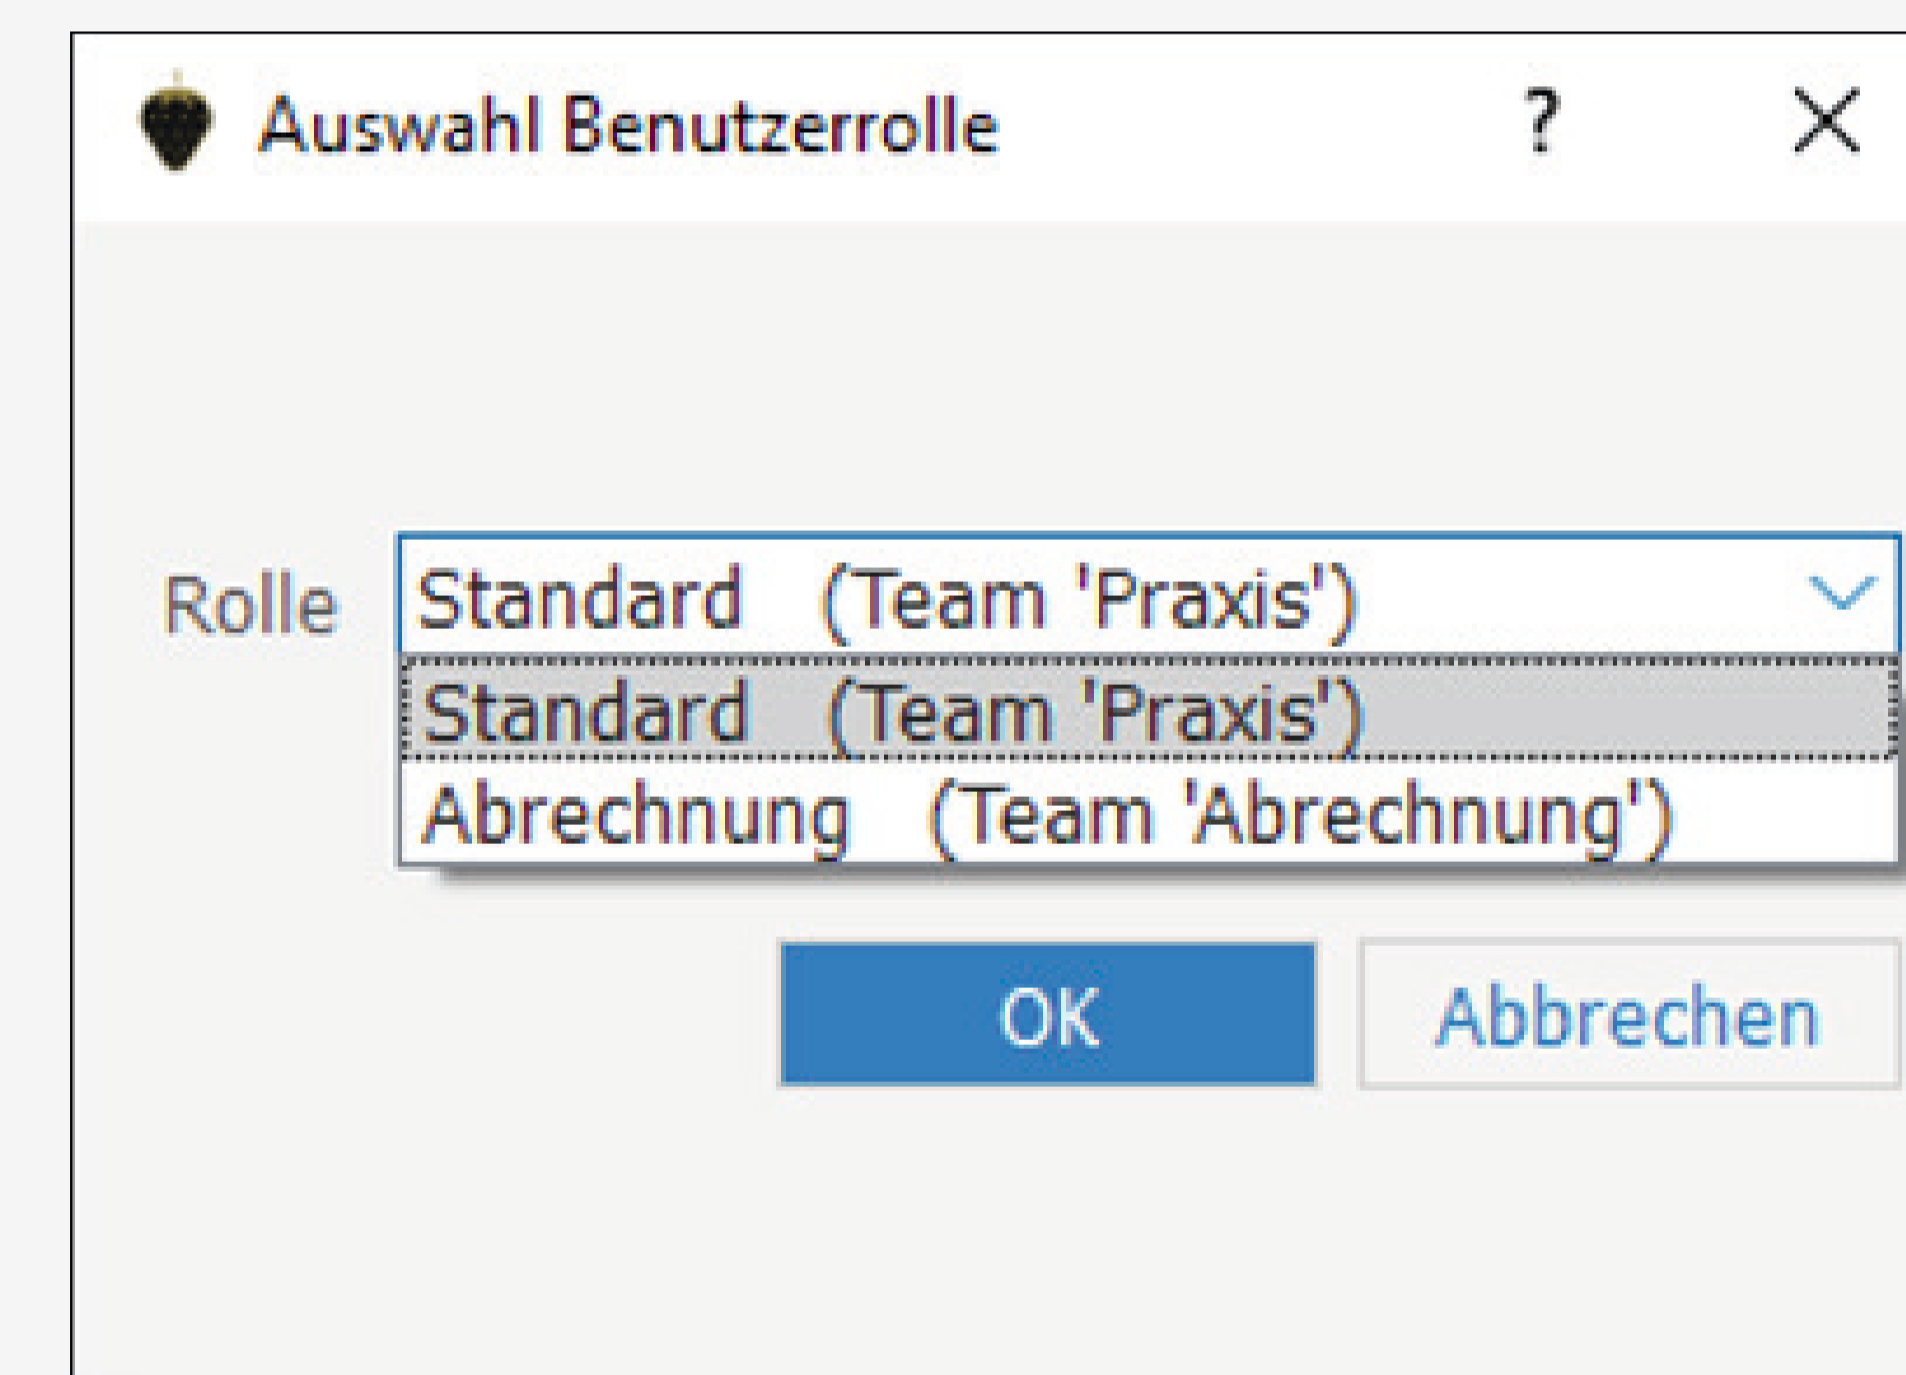 Auswahl Benutzerrolle ?
Rolle Standard (Team 'Praxis')
Standard (Team 'Praxis')
Abrechnung (Team 'Abrechnung')
OK Abbrechen